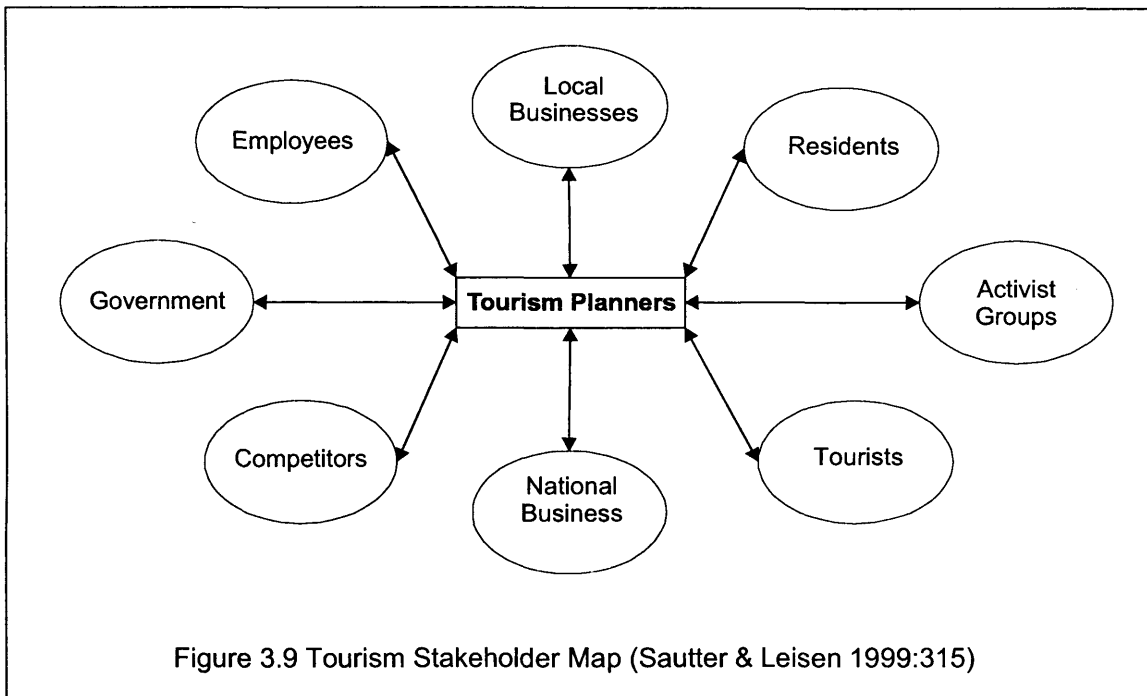 Local
Businesses
Employees
Residents
Government
Tourism Planners
Activist
Groups
Competitors
Tourists
National
Business
Figure 3.9 Tourism Stakeholder Map (Sautter & Leisen 1999:315)